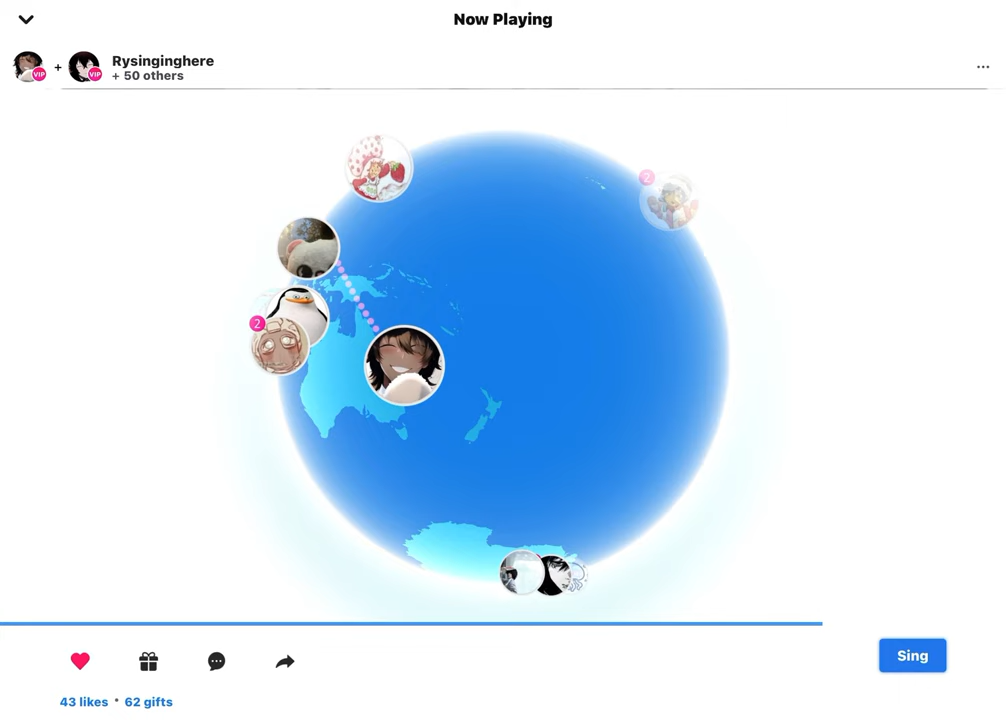 Now Playing
VIP + VIP Rysinginghere
+ 50 others
2
2
Sing
43 likes • 62 gifts